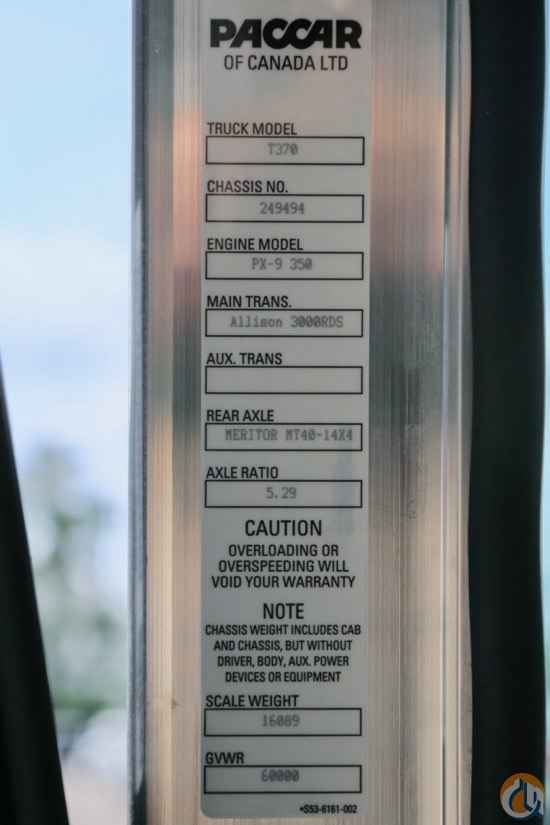 PACCAR
OF CANADA LTD
TRUCK MODEL
T370
CHASSIS NO.
249494
ENGINE MODEL
PX-9 350
MAIN TRANS.
Allison 3000RDS
AUX. TRANS
REAR AXLE
MERITOR MT40-14X4
AXLE RATIO
5.29
CAUTION
OVERLOADING OR
OVERSPEEDING WILL
VOID YOUR WARRANTY
NOTE
CHASSIS WEIGHT INCLUDES CAB
AND CHASSIS, BUT WITHOUT
DRIVER, BODY, AUX. POWER
DEVICES OR EQUIPMENT
SCALE WEIGHT
16089
GVWR
60000
•S53-6161-002